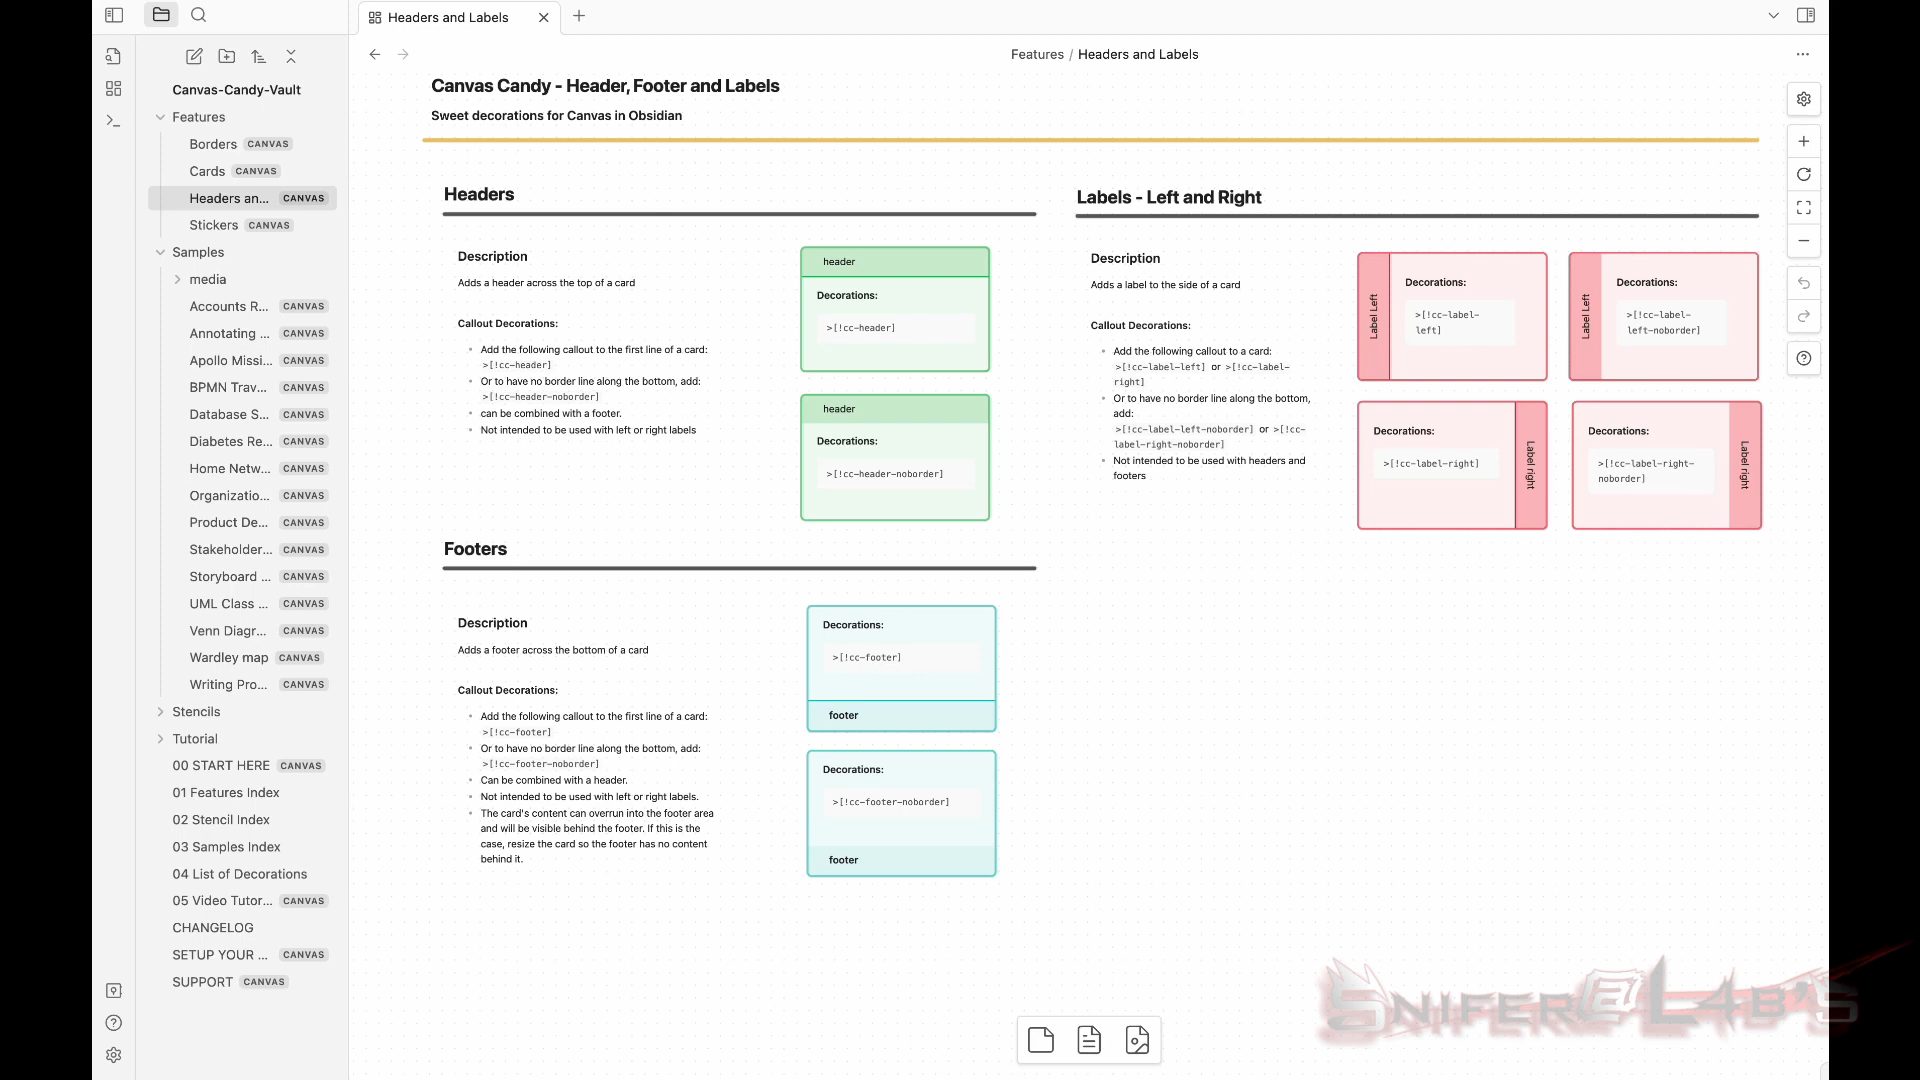 Headers and Labels
Features / Headers and Labels
Canvas-Candy-Vault
Features
Borders CANVAS
Cards CANVAS
Headers an... CANVAS
Stickers CANVAS
Samples
media
Accounts R... CANVAS
Annotating ... CANVAS
Apollo Missi... CANVAS
BPMN Trav... CANVAS
Database S... CANVAS
Diabetes Re... CANVAS
Home Netw... CANVAS
Organizatio... CANVAS
Product De... CANVAS
Stakeholder... CANVAS
Storyboard ... CANVAS
UML Class ... CANVAS
Venn Diagr... CANVAS
Wardley map CANVAS
Writing Pro... CANVAS
Stencils
Tutorial
00 START HERE CANVAS
01 Features Index
02 Stencil Index
03 Samples Index
04 List of Decorations
05 Video Tutor... CANVAS
CHANGELOG
SETUP YOUR ... CANVAS
SUPPORT CANVAS
Canvas Candy - Header, Footer and Labels
Sweet decorations for Canvas in Obsidian
Headers
Description
Adds a header across the top of a card
Callout Decorations:
• Add the following callout to the first line of a card:
>[!cc-header]
• Or to have no border line along the bottom, add:
>[!cc-header-noborder]
• can be combined with a footer.
• Not intended to be used with left or right labels
header
Decorations:
>[!cc-header]
header
Decorations:
>[!cc-header-noborder]
Footers
Description
Adds a footer across the bottom of a card
Callout Decorations:
• Add the following callout to the first line of a card:
>[!cc-footer]
• Or to have no border line along the bottom, add:
>[!cc-footer-noborder]
• Can be combined with a header.
• Not intended to be used with left or right labels.
• The card's content can overrun into the footer area
and will be visible behind the footer. If this is the
case, resize the card so the footer has no content
behind it.
Decorations:
>[!cc-footer]
footer
Decorations:
>[!cc-footer-noborder]
footer
Labels - Left and Right
Description
Adds a label to the side of a card
Callout Decorations:
• Add the following callout to a card:
>[!cc-label-left] or >[!cc-label-
right]
• Or to have no border line along the bottom,
add:
>[!cc-label-left-noborder] or >[!cc-
label-right-noborder]
• Not intended to be used with headers and
footers
Label Left
Decorations:
>[!cc-label-
left]
Label Left
Decorations:
>[!cc-label-
left-noborder]
Decorations:
>[!cc-label-right]
Label right
Decorations:
>[!cc-label-right-
noborder]
Label right
SNIFER@L4B'S